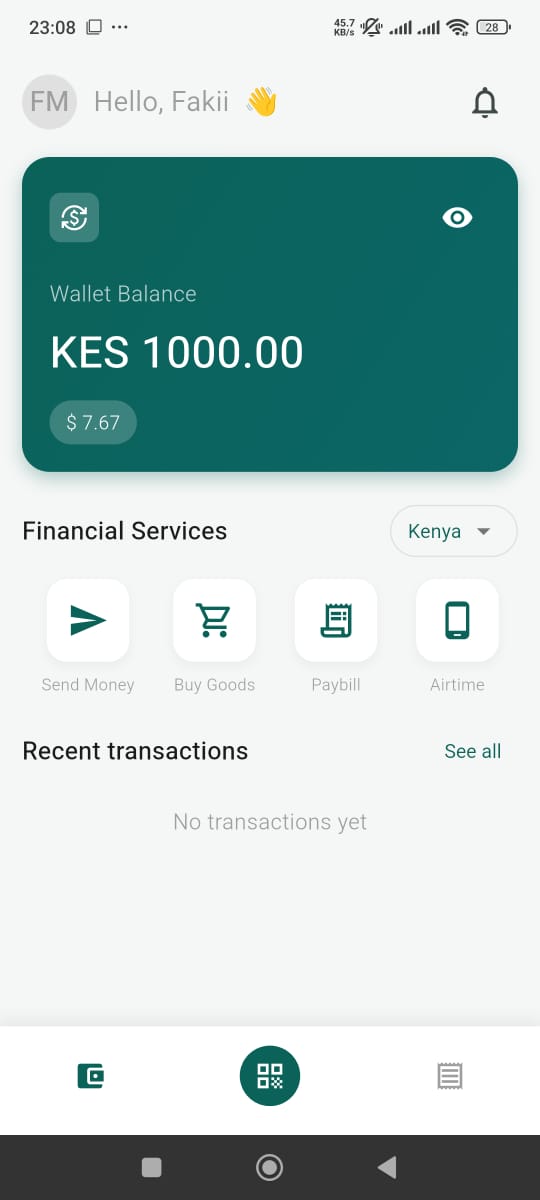 23:08
45.7
KB/s
28
FM Hello, Fakii 👋
Wallet Balance
KES 1000.00
$ 7.67
Financial Services
Kenya
Send Money
Buy Goods
Paybill
Airtime
Recent transactions
See all
No transactions yet